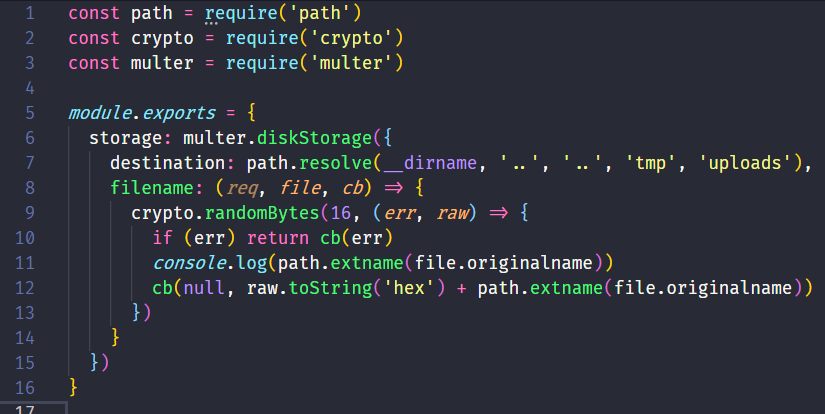 1 const path = require('path')
2 const crypto = require('crypto')
3 const multer = require('multer')
4
5 module.exports = {
6   storage: multer.diskStorage({
7     destination: path.resolve(__dirname, '..', '..', 'tmp', 'uploads'),
8     filename: (req, file, cb) => {
9       crypto.randomBytes(16, (err, raw) => {
10         if (err) return cb(err)
11         console.log(path.extname(file.originalname))
12         cb(null, raw.toString('hex') + path.extname(file.originalname))
13       })
14     }
15   })
16 }
17